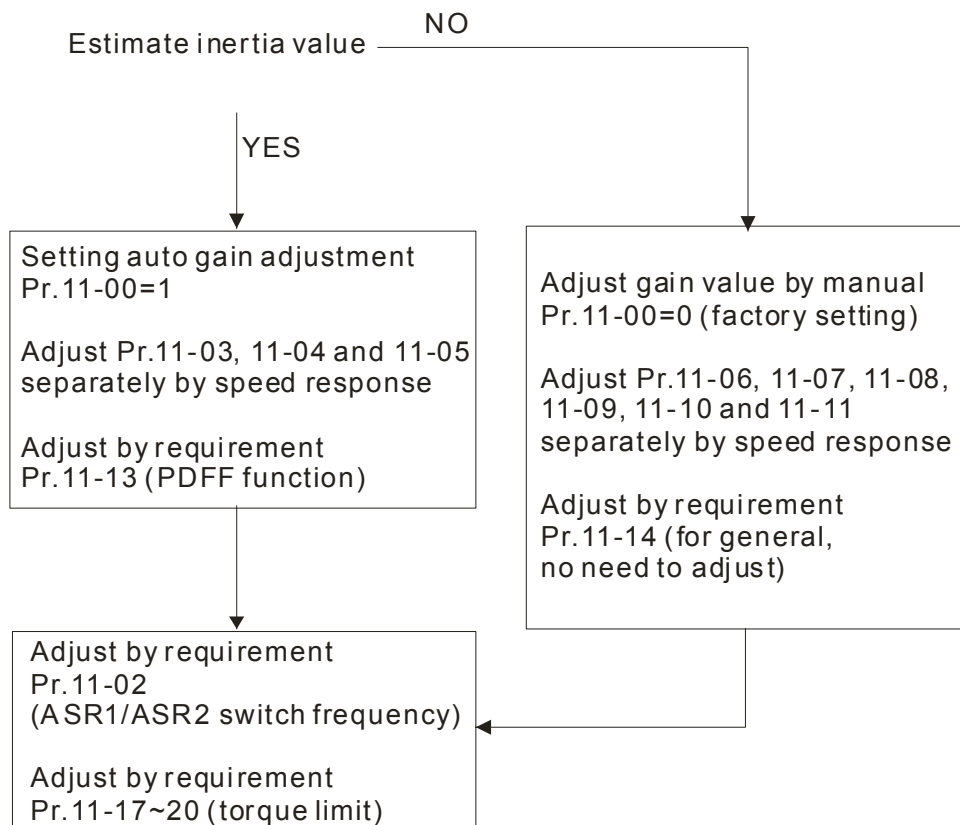 Estimate inertia value
NO
YES
Setting auto gain adjustment
Pr.11-00=1
Adjust Pr.11-03, 11-04 and 11-05
separately by speed response
Adjust by requirement
Pr.11-13 (PDFF function)
Adjust gain value by manual
Pr.11-00=0 (factory setting)
Adjust Pr.11-06, 11-07, 11-08,
11-09, 11-10 and 11-11
separately by speed response
Adjust by requirement
Pr.11-14 (for general,
no need to adjust)
Adjust by requirement
Pr.11-02
(ASR1/ASR2 switch frequency)
Adjust by requirement
Pr.11-17~20 (torque limit)